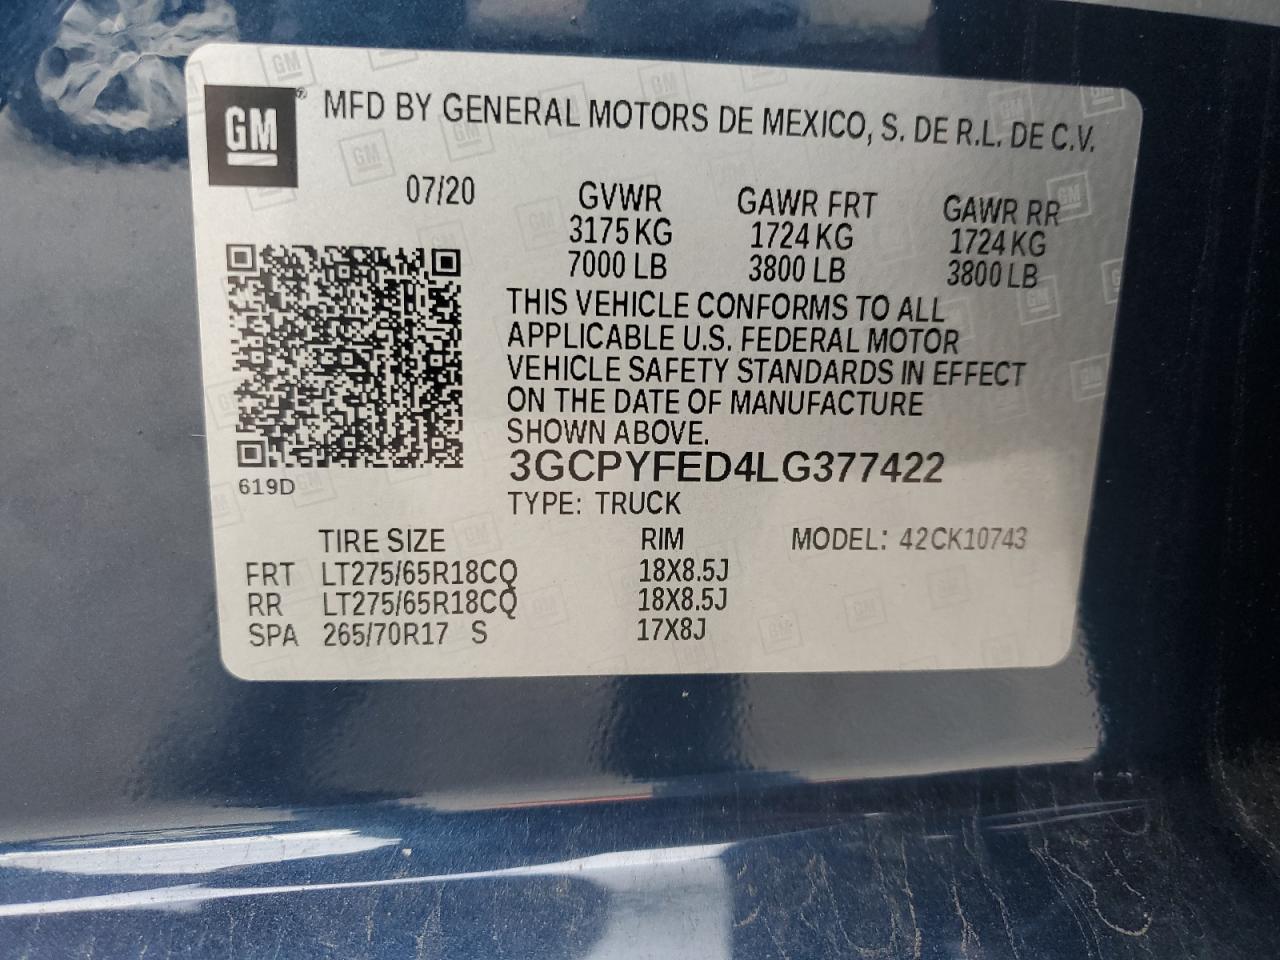 GM
MFD BY GENERAL MOTORS DE MEXICO, S. DE R.L. DE C.V.
07/20 GVWR GAWR FRT GAWR RR
3175 KG 1724 KG 1724 KG
7000 LB 3800 LB 3800 LB
THIS VEHICLE CONFORMS TO ALL
APPLICABLE U.S. FEDERAL MOTOR
VEHICLE SAFETY STANDARDS IN EFFECT
ON THE DATE OF MANUFACTURE
SHOWN ABOVE.
3GCPYFED4LG377422
619D
TYPE: TRUCK
TIRE SIZE RIM MODEL: 42CK10743
FRT LT275/65R18CQ 18X8.5J
RR LT275/65R18CQ 18X8.5J
SPA 265/70R17 S 17X8J